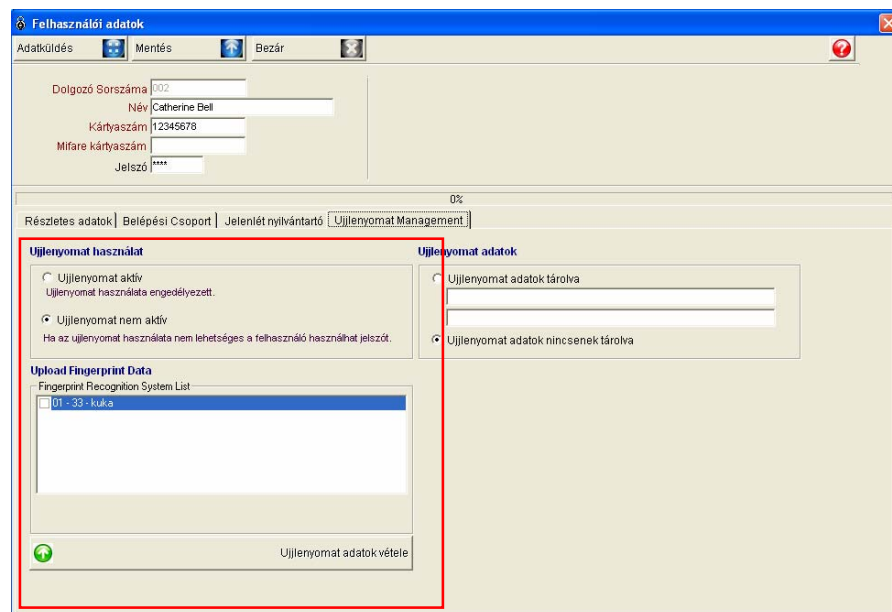 Felhasználói adatok
Adatküldés Mentés Bezár
Dolgozó Sorszáma 002
Név Catherine Bell
Kártyaszám 12345678
Mifare kártyaszám
Jelszó ****
0%
Részletes adatok Belépési Csoport Jelenlét nyilvántartó Ujjlenyomat Management
Ujjlenyomat használat
Ujjlenyomat aktív
Ujjlenyomat használata engedélyezett.
Ujjlenyomat nem aktív
Ha az ujjlenyomat használata nem lehetséges a felhasználó használhat jelszót.
Ujjlenyomat adatok
Ujjlenyomat adatok tárolva
Ujjlenyomat adatok nincsenek tárolva
Upload Fingerprint Data
Fingerprint Recognition System List
01 - 33 - kuka
Ujjlenyomat adatok vétele